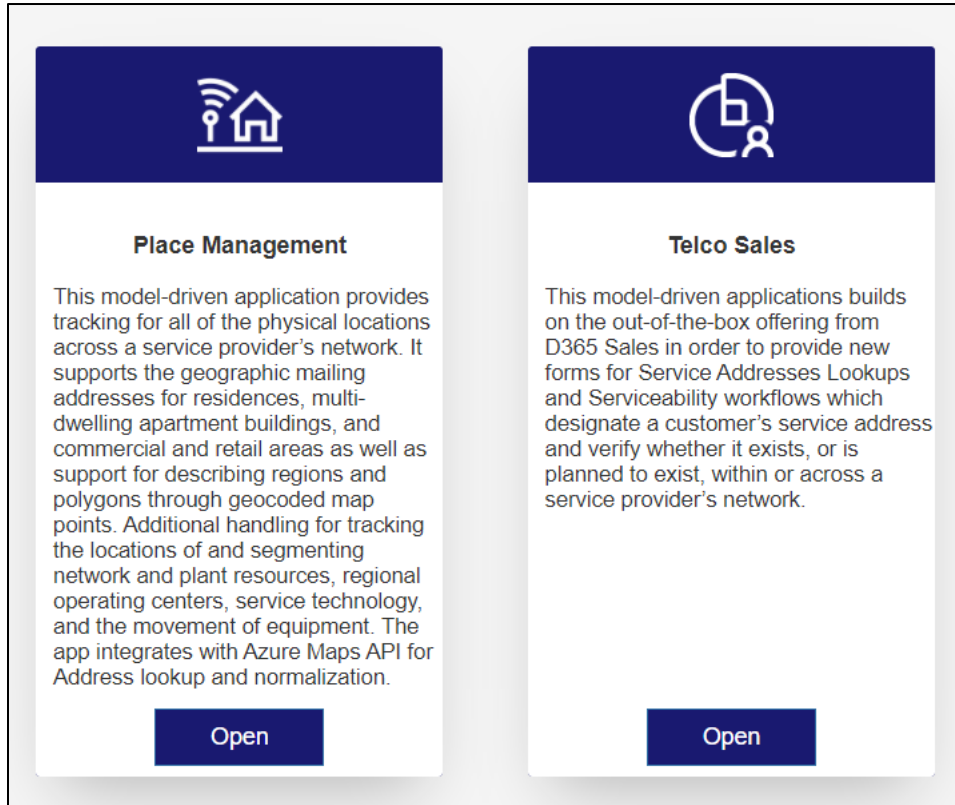 Place Management
This model-driven application provides
tracking for all of the physical locations
across a service provider’s network. It
supports the geographic mailing
addresses for residences, multi-
dwelling apartment buildings, and
commercial and retail areas as well as
support for describing regions and
polygons through geocoded map
points. Additional handling for tracking
the locations of and segmenting
network and plant resources, regional
operating centers, service technology,
and the movement of equipment. The
app integrates with Azure Maps API for
Address lookup and normalization.
Open
Telco Sales
This model-driven applications builds
on the out-of-the-box offering from
D365 Sales in order to provide new
forms for Service Addresses Lookups
and Serviceability workflows which
designate a customer’s service address
and verify whether it exists, or is
planned to exist, within or across a
service provider’s network.
Open